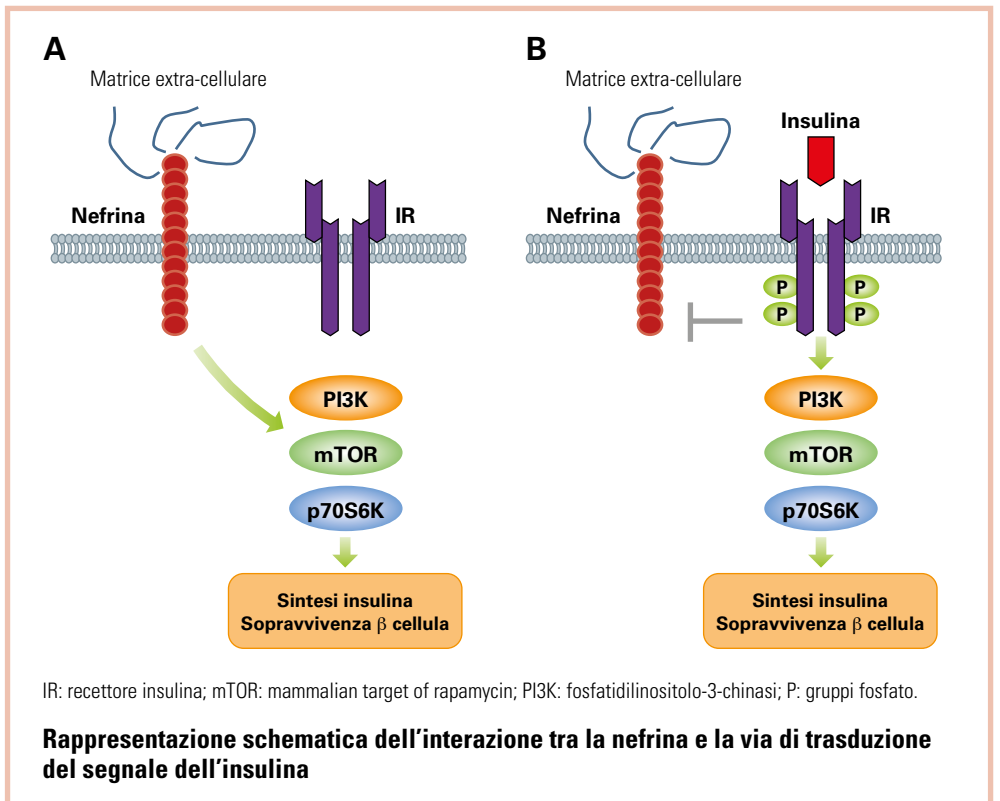 A
Matrice extra-cellulare
Nefrina
IR
PI3K
mTOR
p70S6K
Sintesi insulina
Sopravvivenza β cellula
B
Matrice extra-cellulare
Insulina
Nefrina
IR
P
P
P
P
PI3K
mTOR
p70S6K
Sintesi insulina
Sopravvivenza β cellula
IR: recettore insulina; mTOR: mammalian target of rapamycin; PI3K: fosfatidilinositolo-3-chinasi; P: gruppi fosfato.
Rappresentazione schematica dell'interazione tra la nefrina e la via di trasduzione
del segnale dell'insulina